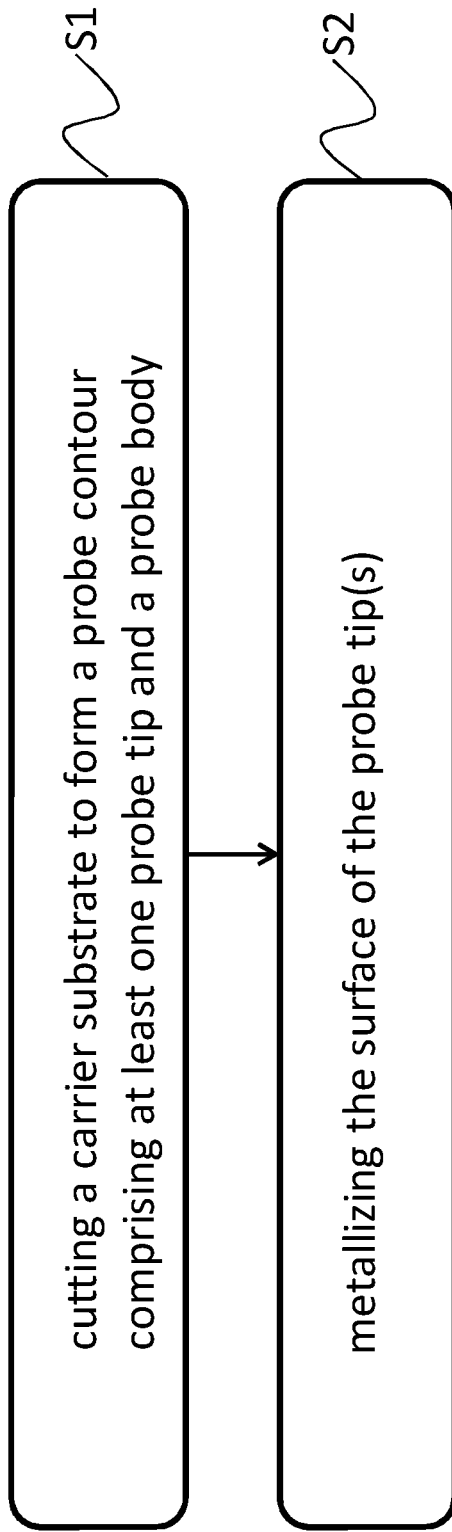 cutting a carrier substrate to form a probe contour
comprising at least one probe tip and a probe body
S1
metallizing the surface of the probe tip(s)
S2